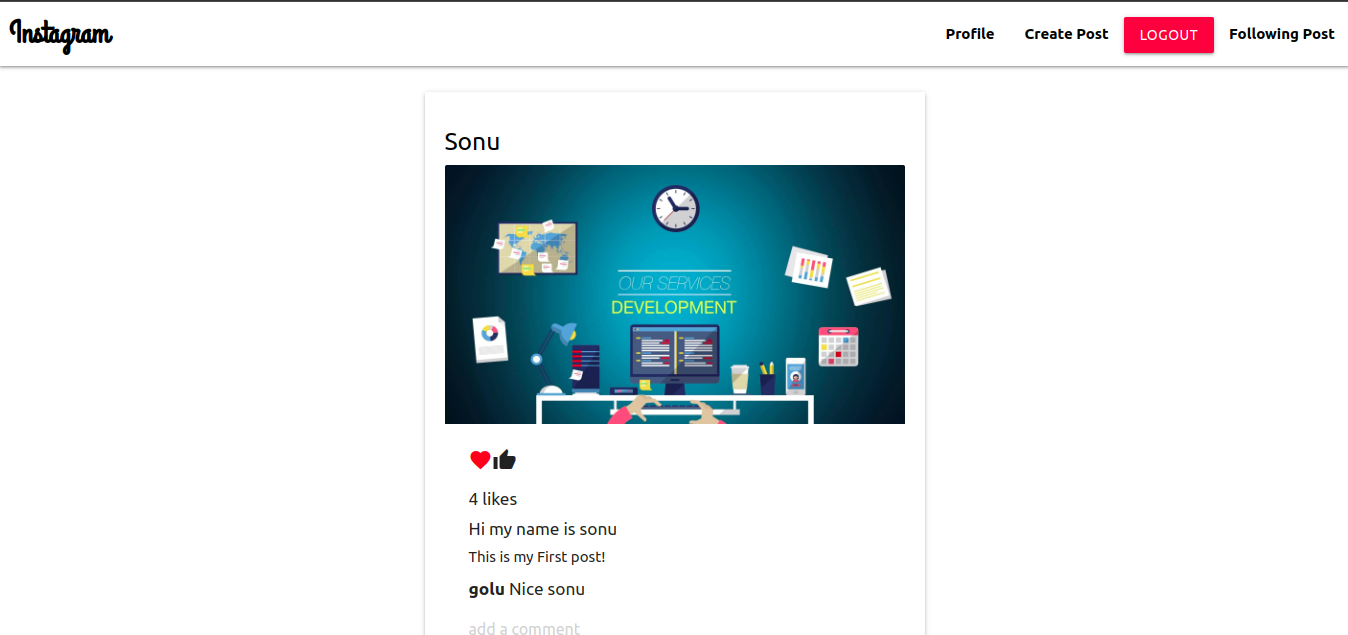 Instagram
Profile Create Post LOGOUT Following Post
Sonu
OUR SERVICES
DEVELOPMENT
4 likes
Hi my name is sonu
This is my First post!
golu Nice sonu
add a comment